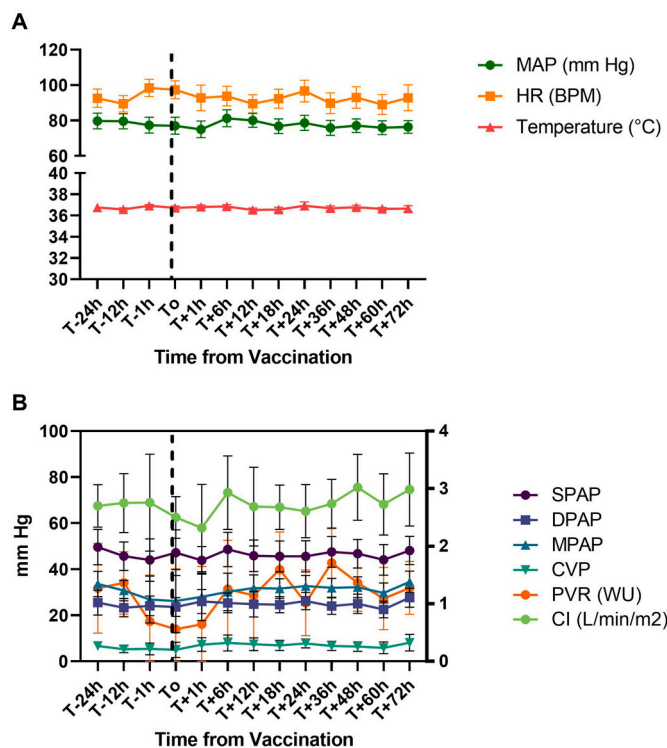 A
120
100
80
60
40
38
36
34
32
30
T-24h
T-12h
T-1h
To
T+1h
T+6h
T+12h
T+18h
T+24h
T+36h
T+48h
T+60h
T+72h
Time from Vaccination
MAP (mm Hg)
HR (BPM)
Temperature (°C)
B
mm Hg
100
80
60
40
20
0
4
3
2
1
0
T-24h
T-12h
T-1h
To
T+1h
T+6h
T+12h
T+18h
T+24h
T+36h
T+48h
T+60h
T+72h
Time from Vaccination
SPAP
DPAP
MPAP
CVP
PVR (WU)
CI (L/min/m2)